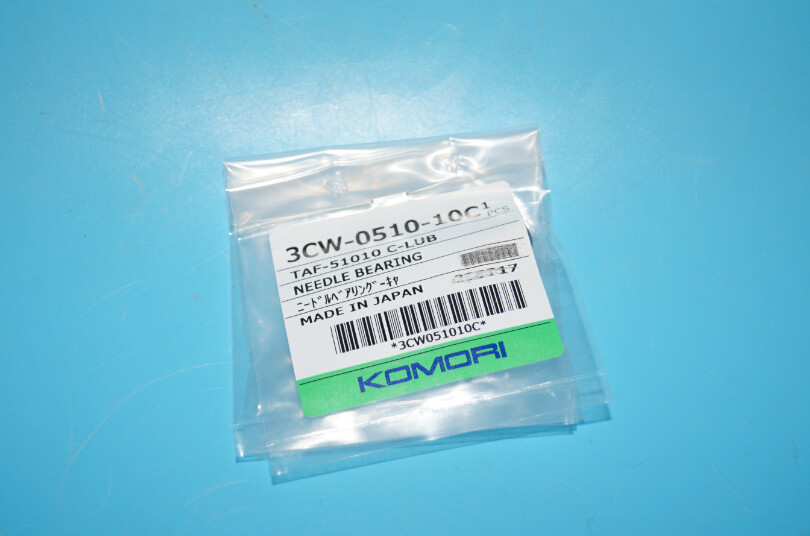 3CW-0510-10C 1 PCS
TAF-51010 C-LUB
NEEDLE BEARING
ﾆｰﾄﾞﾙﾍﾞｱﾘﾝｸﾞｰｷｬ
MADE IN JAPAN
*3CW051010C*
KOMORI